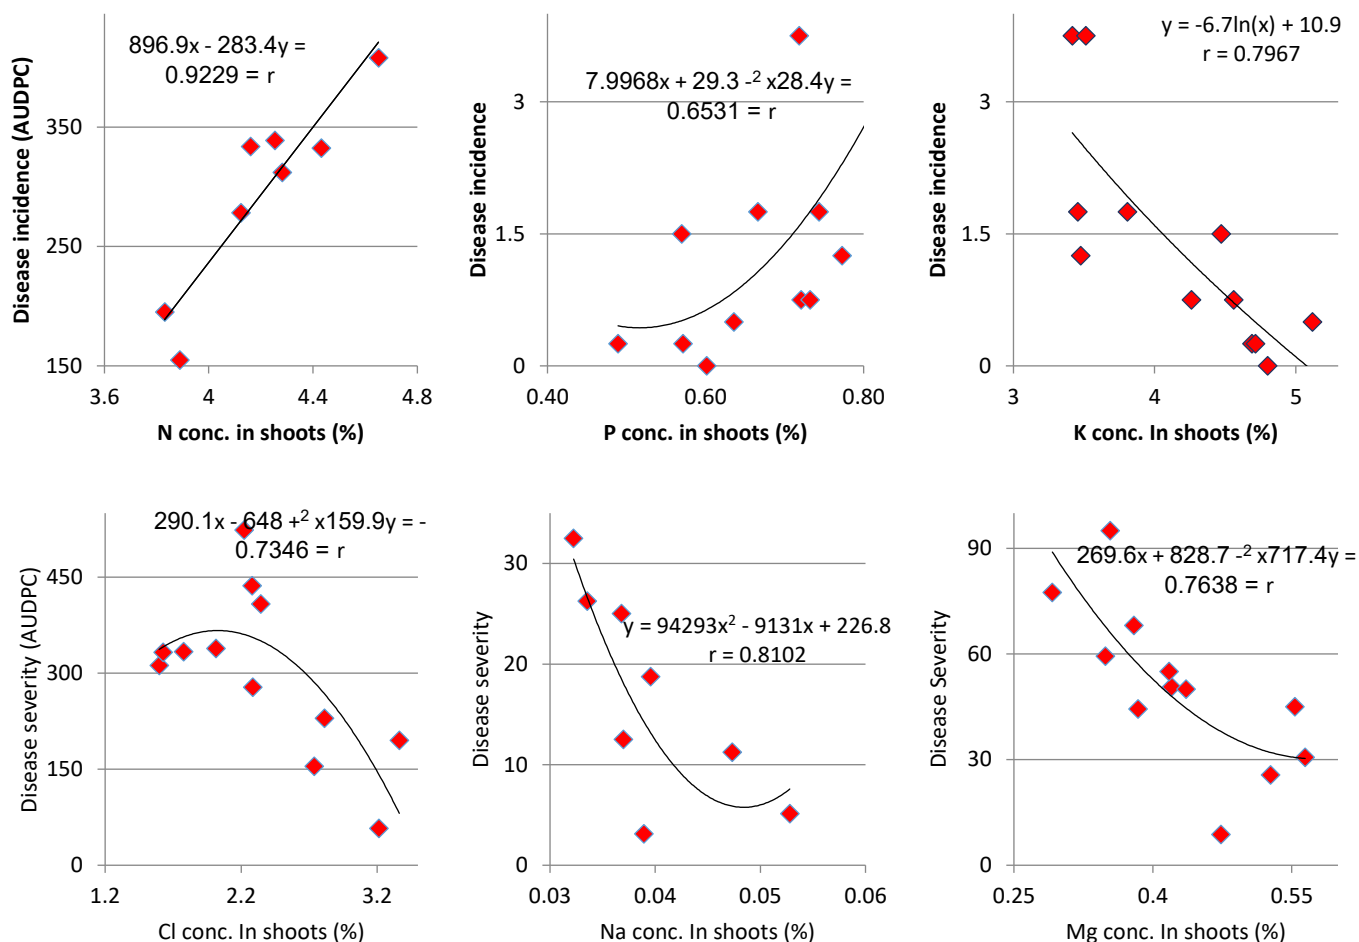 896.9x - 283.4y =
0.9229 = r
Disease incidence (AUDPC)
350
250
150
3.6
4
4.4
4.8
N conc. in shoots (%)
7.9968x + 29.3 -² x28.4y =
0.6531 = r
Disease incidence
3
1.5
0
0.40
0.60
0.80
P conc. in shoots (%)
y = -6.7ln(x) + 10.9
r = 0.7967
Disease incidence
3
1.5
0
3
4
5
K conc. In shoots (%)
290.1x - 648 +² x159.9y = -
0.7346 = r
Disease severity (AUDPC)
450
300
150
0
1.2
2.2
3.2
Cl conc. In shoots (%)
y = 94293x² - 9131x + 226.8
r = 0.8102
Disease severity
30
20
10
0
0.03
0.04
0.05
0.06
Na conc. In shoots (%)
269.6x + 828.7 -² x717.4y =
0.7638 = r
Disease Severity
90
60
30
0
0.25
0.4
0.55
Mg conc. In shoots (%)